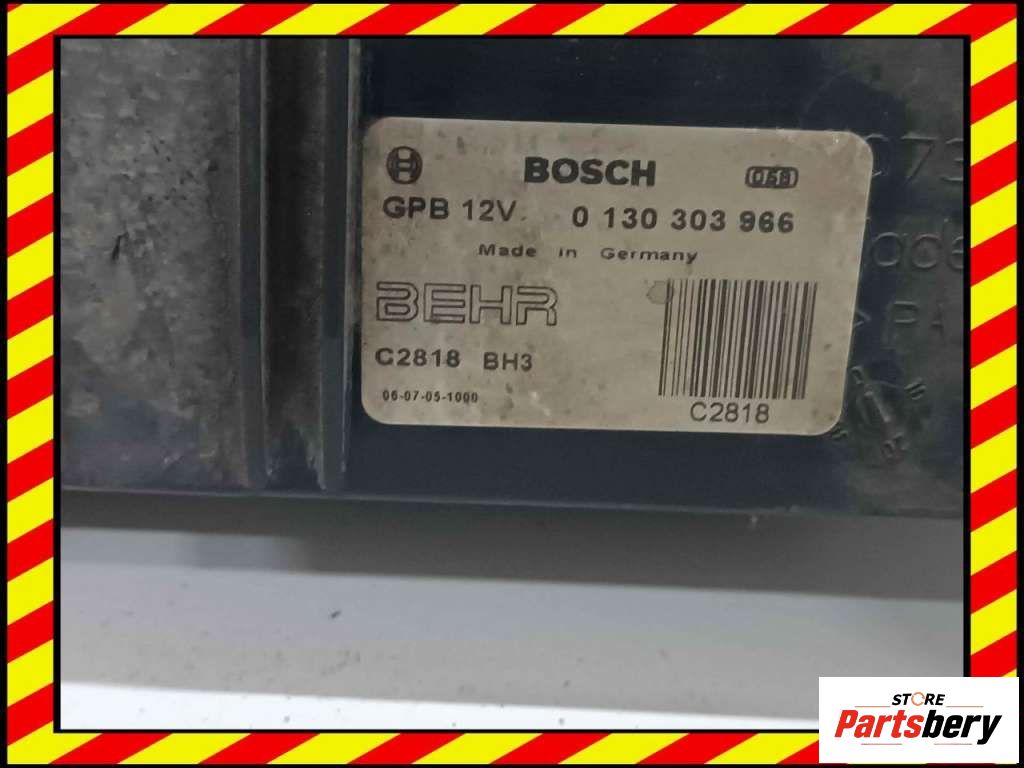 BOSCH
GPB 12V. 0 130 303 966
Made in Germany
BEHR
C2818 BH3
06-07-05-1000
C2818
STORE
Partsbery